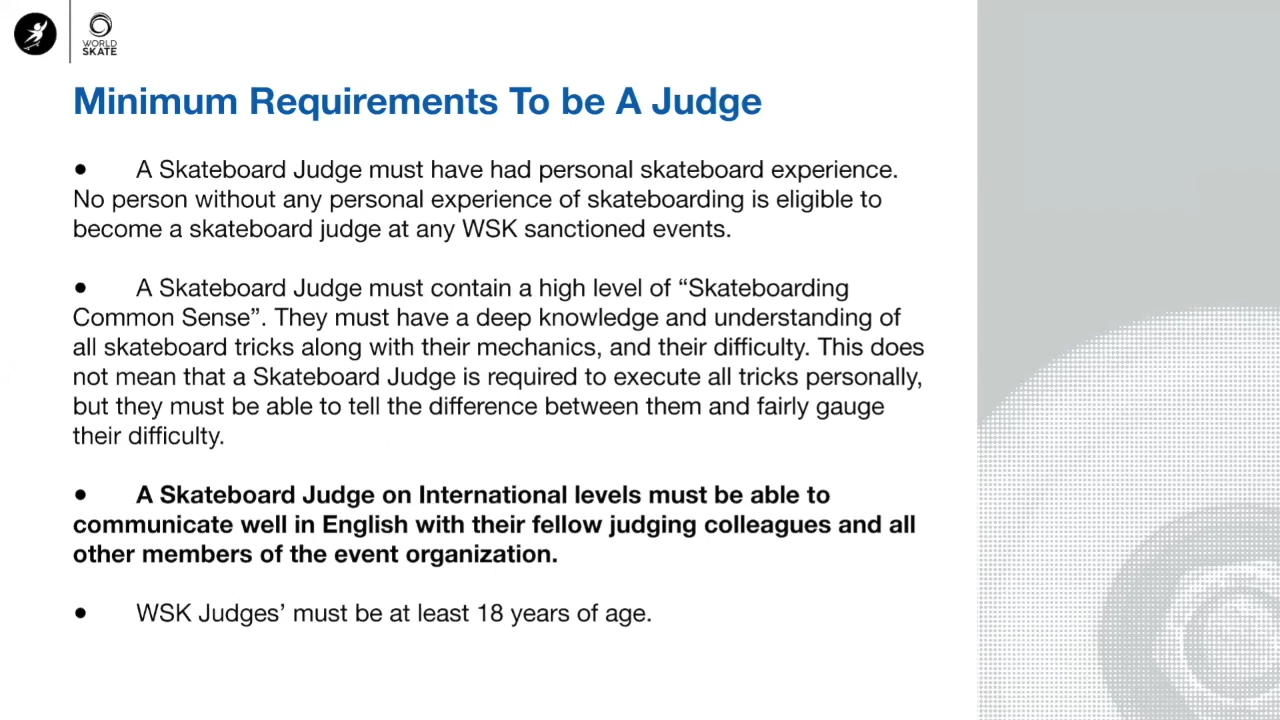 WORLD
SKATE
Minimum Requirements To be A Judge
● A Skateboard Judge must have had personal skateboard experience.
No person without any personal experience of skateboarding is eligible to
become a skateboard judge at any WSK sanctioned events.
● A Skateboard Judge must contain a high level of “Skateboarding
Common Sense”. They must have a deep knowledge and understanding of
all skateboard tricks along with their mechanics, and their difficulty. This does
not mean that a Skateboard Judge is required to execute all tricks personally,
but they must be able to tell the difference between them and fairly gauge
their difficulty.
● A Skateboard Judge on International levels must be able to
communicate well in English with their fellow judging colleagues and all
other members of the event organization.
● WSK Judges’ must be at least 18 years of age.